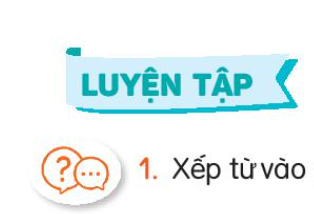 LUYỆN TẬP
1. Xếp từ vào